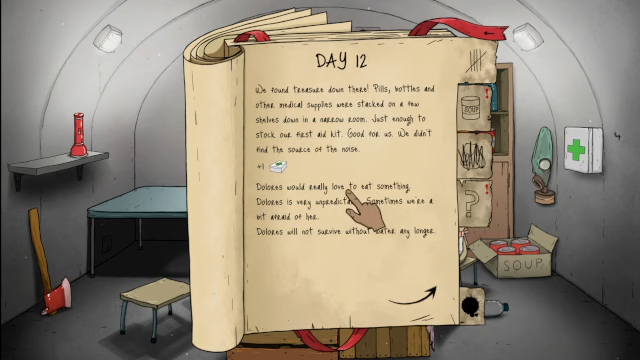 DAY 12
We found treasure down there! Pills, bottles and
other medical supplies were stacked on a few
shelves down in a narrow room. Just enough to
stock our first aid kit. Good for us. We didn't
find the source of the noise.
+1
Dolores would really love to eat something.
Dolores is very Sometimes we're a
bit afraid of her.
Dolores will not survive without water any longer.
SOUP
?
SOUP